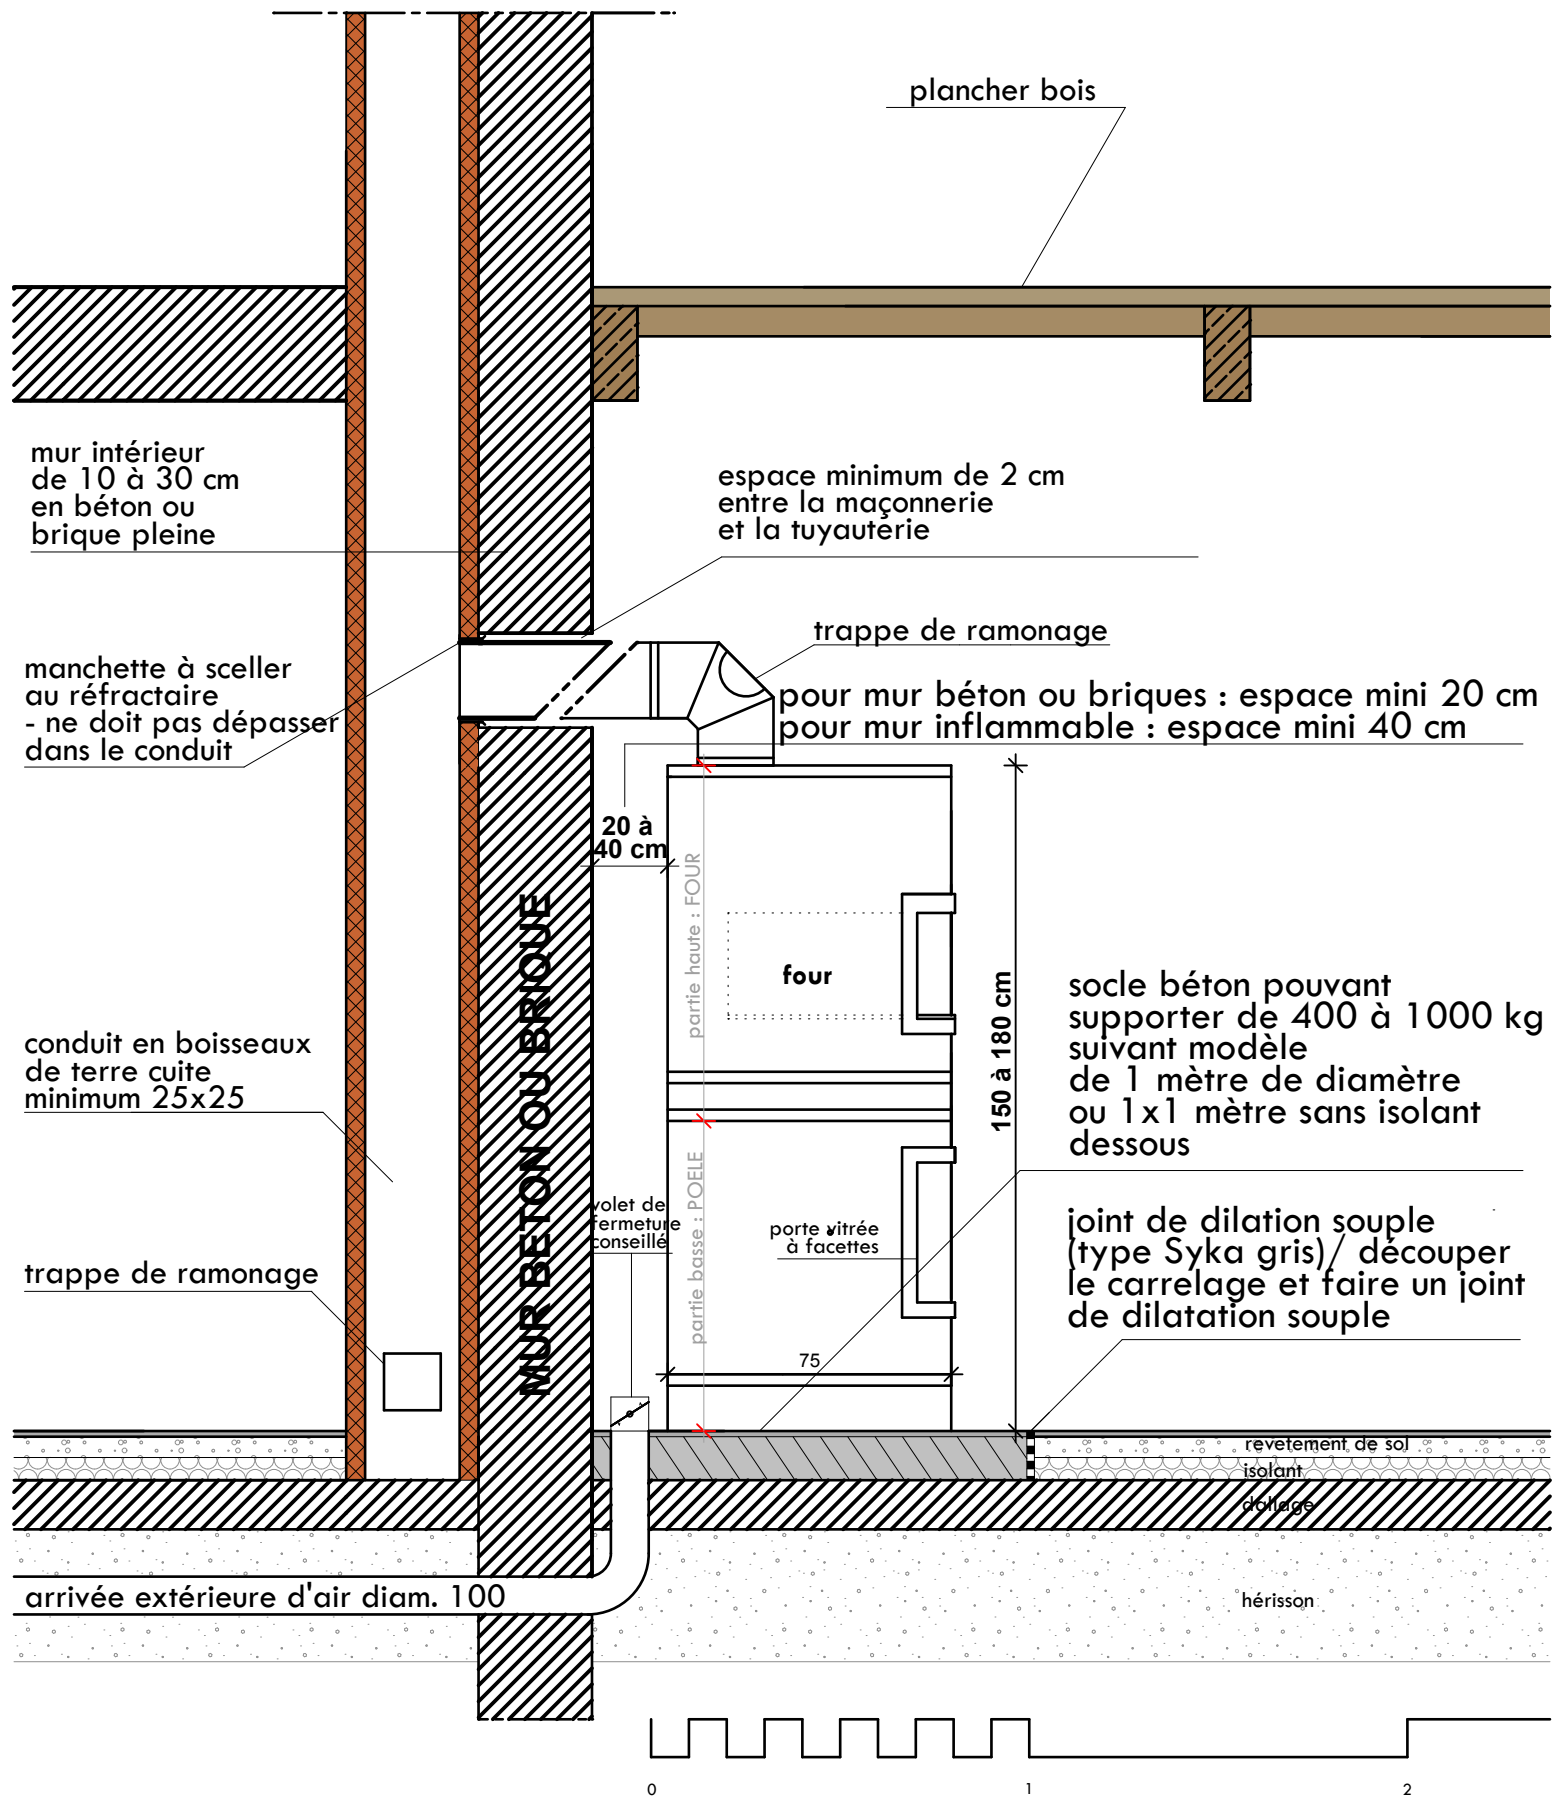 plancher bois
mur intérieur
de 10 à 30 cm
en béton ou
brique pleine
espace minimum de 2 cm
entre la maçonnerie
et la tuyauterie
trappe de ramonage
manchette à sceller
au réfractaire
- ne doit pas dépasser
dans le conduit
pour mur béton ou briques : espace mini 20 cm
pour mur inflammable : espace mini 40 cm
20 à
40 cm
partie haute : FOUR
four
MUR BETON OU BRIQUE
150 à 180 cm
socle béton pouvant
supporter de 400 à 1000 kg
suivant modèle
de 1 mètre de diamètre
ou 1x1 mètre sans isolant
dessous
conduit en boisseaux
de terre cuite
minimum 25x25
volet de
fermeture
conseillé
partie basse : POELE
porte vitrée
à facettes
joint de dilation souple
(type Syka gris)/ découper
le carrelage et faire un joint
de dilatation souple
trappe de ramonage
75
revetement de sol
isolant
dallage
arrivée extérieure d'air diam. 100
hérisson
0
1
2